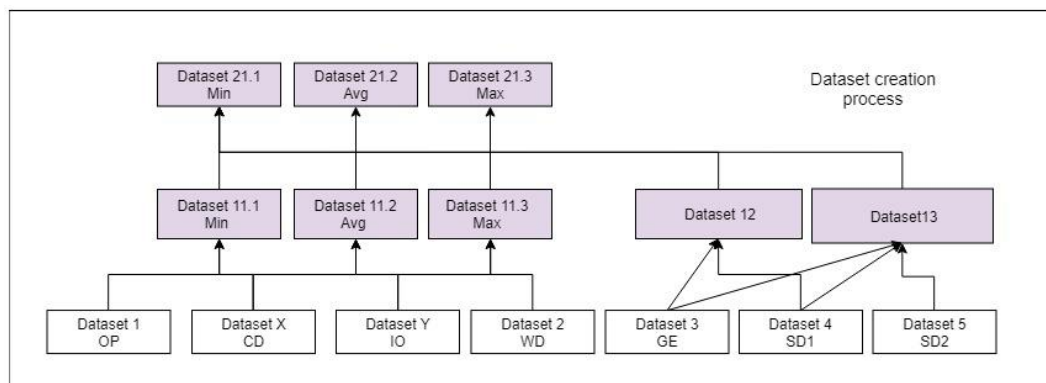 Dataset 21.1
Min
Dataset 21.2
Avg
Dataset 21.3
Max
Dataset creation
process
Dataset 11.1
Min
Dataset 11.2
Avg
Dataset 11.3
Max
Dataset 12
Dataset13
Dataset 1
OP
Dataset X
CD
Dataset Y
IO
Dataset 2
WD
Dataset 3
GE
Dataset 4
SD1
Dataset 5
SD2